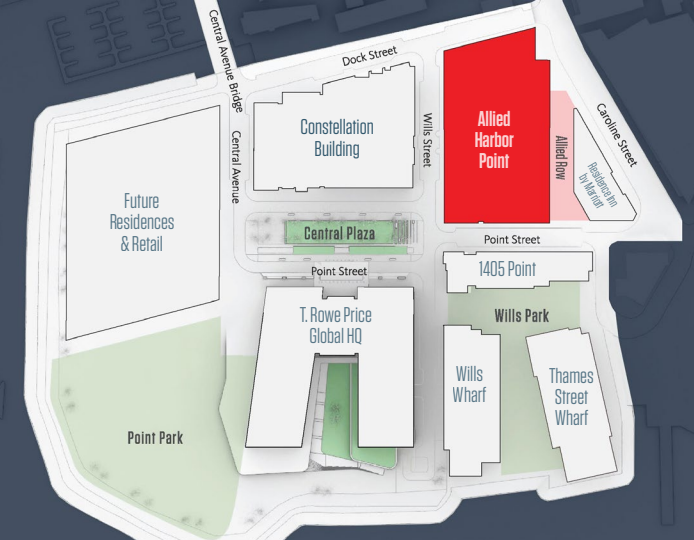 Central Avenue Bridge
Dock Street
Constellation
Building
Wills Street
Allied
Harbor
Point
Allied Row
Caroline Street
Residence Inn
by Marriott
Central Avenue
Future
Residences
& Retail
Central Plaza
Point Street
Point Street
1405 Point
T. Rowe Price
Global HQ
Wills Park
Wills
Wharf
Thames
Street
Wharf
Point Park